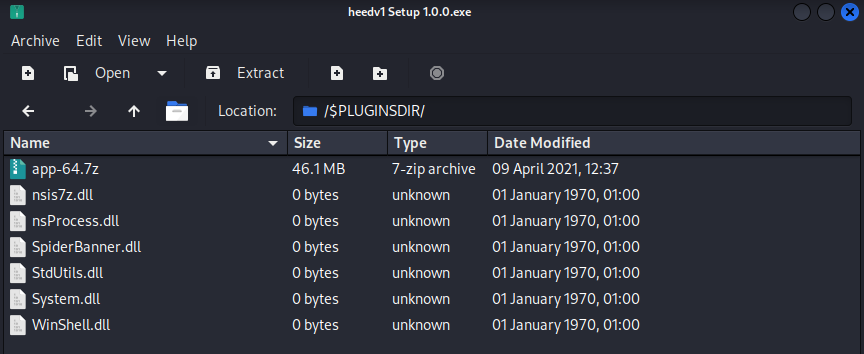 heedv1 Setup 1.0.0.exe
Archive Edit View Help
Open Extract
Location: /$PLUGINSDIR/
Name Size Type Date Modified
app-64.7z 46.1 MB 7-zip archive 09 April 2021, 12:37
nsis7z.dll 0 bytes unknown 01 January 1970, 01:00
nsProcess.dll 0 bytes unknown 01 January 1970, 01:00
SpiderBanner.dll 0 bytes unknown 01 January 1970, 01:00
StdUtils.dll 0 bytes unknown 01 January 1970, 01:00
System.dll 0 bytes unknown 01 January 1970, 01:00
WinShell.dll 0 bytes unknown 01 January 1970, 01:00